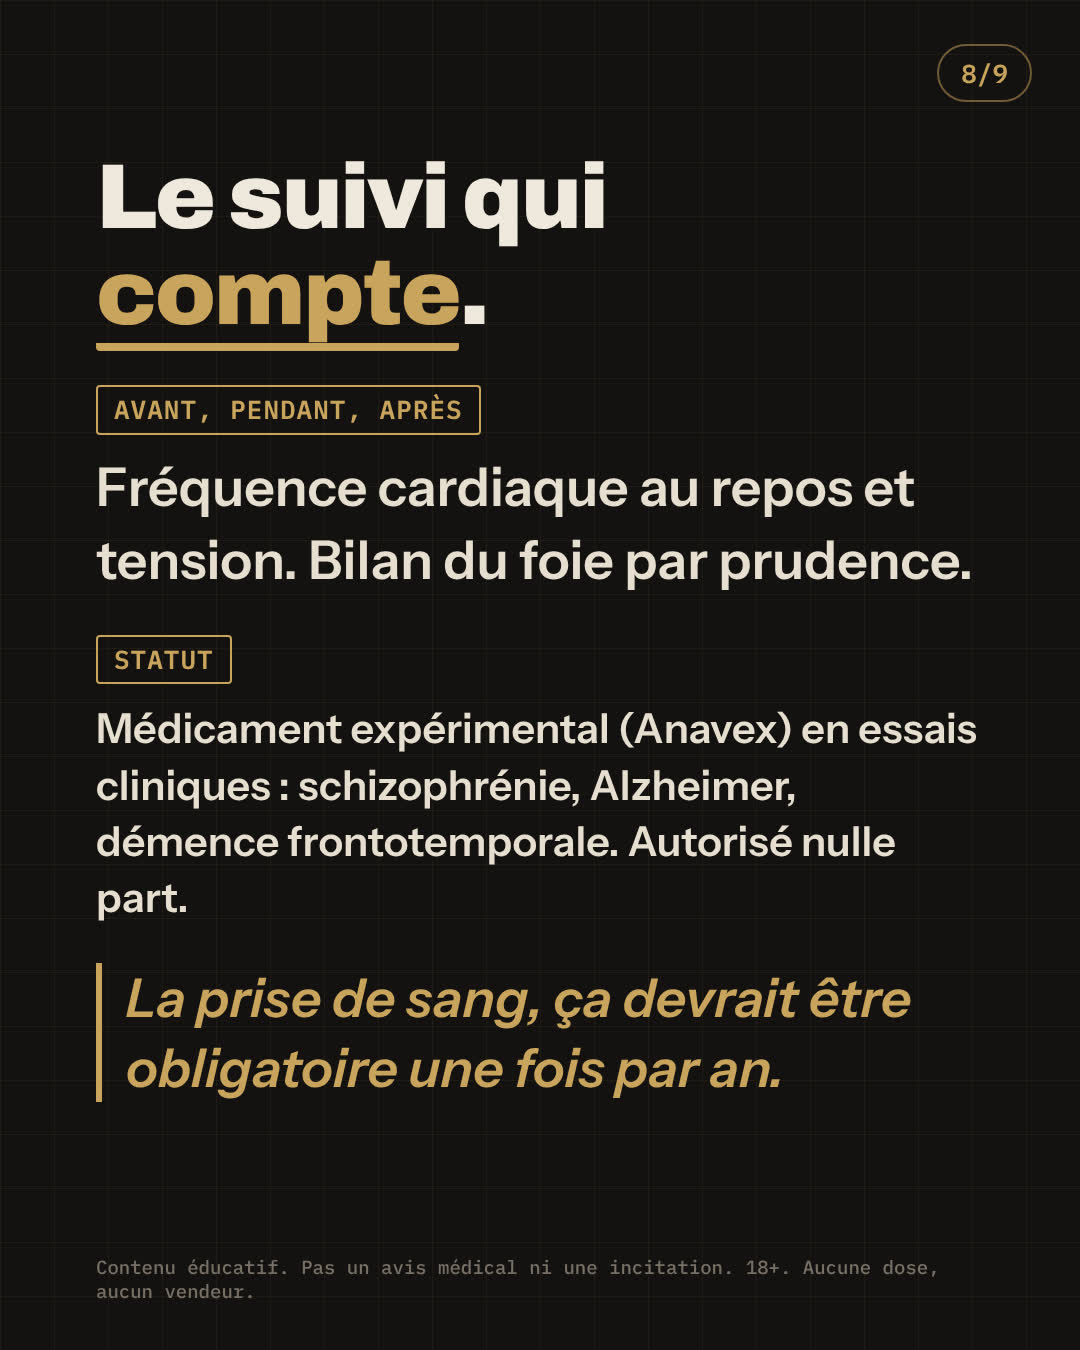 8/9
Le suivi qui
compte.
AVANT, PENDANT, APRÈS
Fréquence cardiaque au repos et
tension. Bilan du foie par prudence.
STATUT
Médicament expérimental (Anavex) en essais
cliniques : schizophrénie, Alzheimer,
démence frontotemporale. Autorisé nulle
part.
La prise de sang, ça devrait être
obligatoire une fois par an.
Contenu éducatif. Pas un avis médical ni une incitation. 18+. Aucune dose,
aucun vendeur.